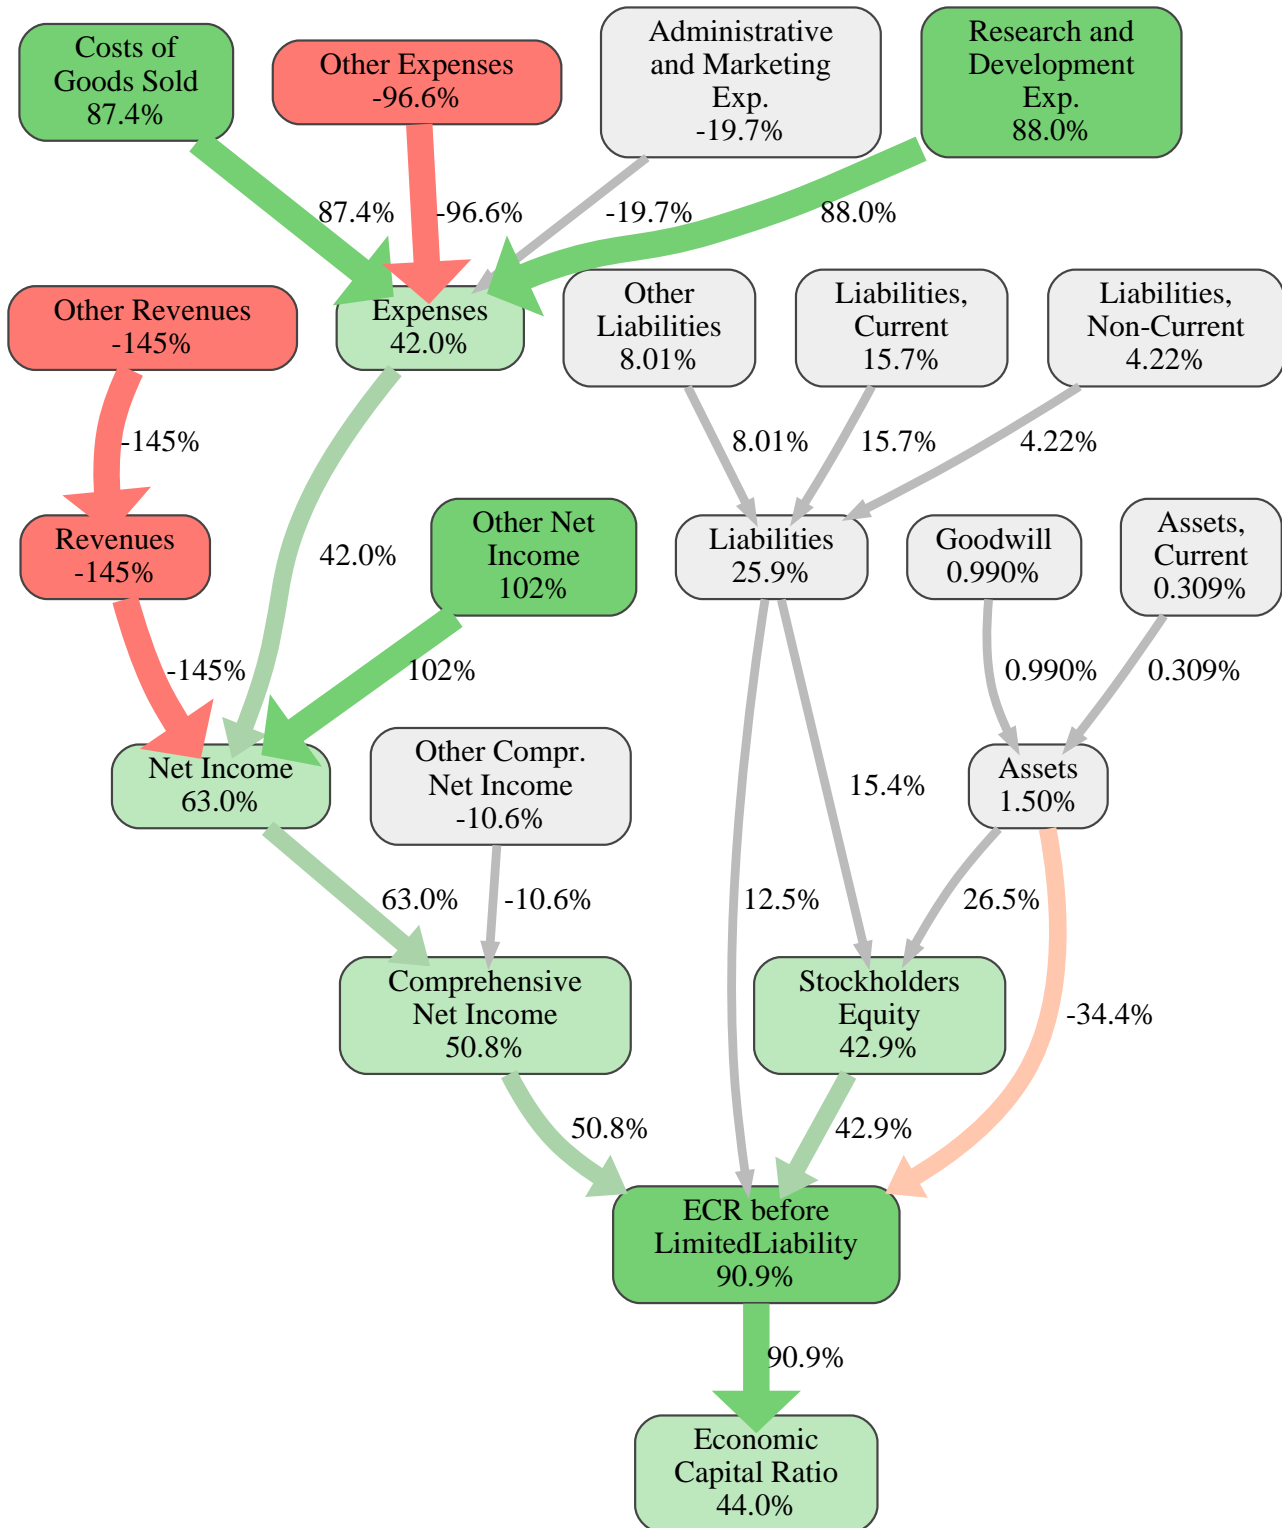 Costs of
Goods Sold
87.4%
Other Expenses
-96.6%
Administrative
and Marketing
Exp.
-19.7%
Research and
Development
Exp.
88.0%
87.4%
-96.6%
-19.7%
88.0%
Other Revenues
-145%
Expenses
42.0%
Other
Liabilities
8.01%
Liabilities,
Current
15.7%
Liabilities,
Non-Current
4.22%
-145%
8.01%
15.7%
4.22%
Revenues
-145%
42.0%
Other Net
Income
102%
Liabilities
25.9%
Goodwill
0.990%
Assets,
Current
0.309%
-145%
102%
0.990%
0.309%
Net Income
63.0%
Other Compr.
Net Income
-10.6%
15.4%
Assets
1.50%
63.0%
-10.6%
12.5%
26.5%
Comprehensive
Net Income
50.8%
Stockholders
Equity
42.9%
-34.4%
50.8%
42.9%
ECR before
LimitedLiability
90.9%
90.9%
Economic
Capital Ratio
44.0%